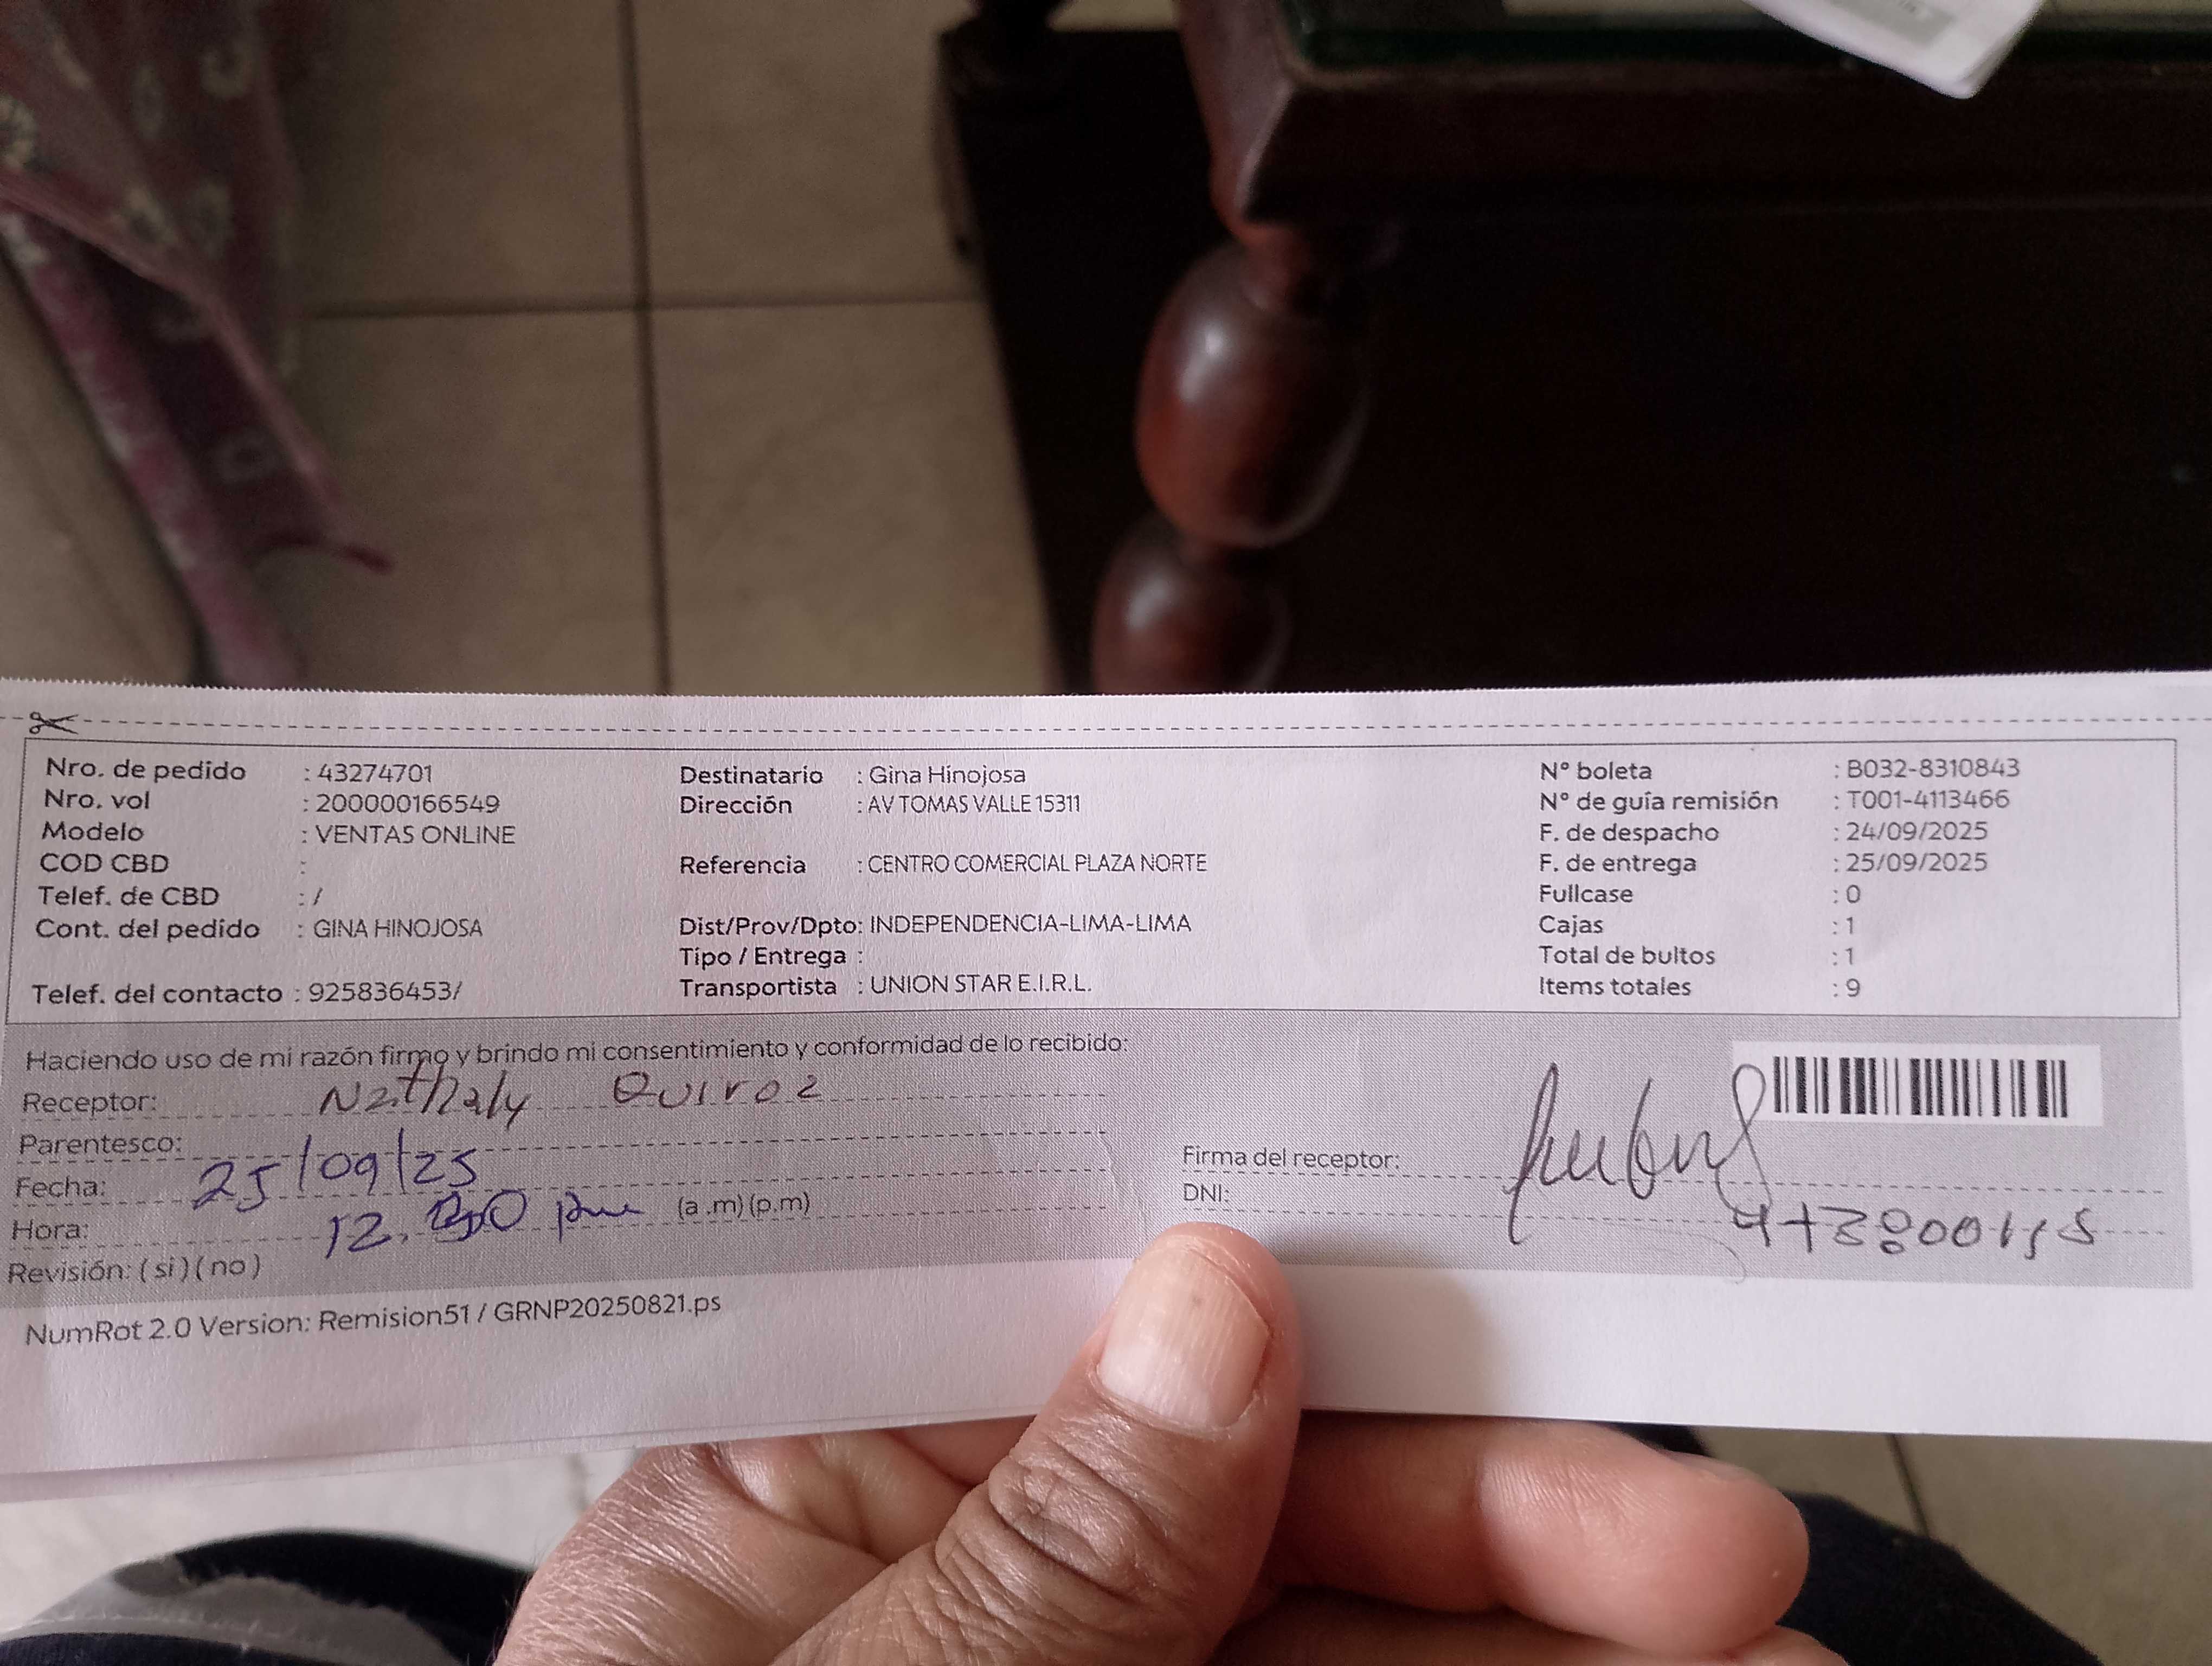 Nro. de pedido : 43274701
Nro. vol : 200000166549
Modelo : VENTAS ONLINE
COD CBD :
Telef. de CBD : /
Cont. del pedido : GINA HINOJOSA
Telef. del contacto : 925836453/
Destinatario : Gina Hinojosa
Dirección : AV TOMAS VALLE 15311
Referencia : CENTRO COMERCIAL PLAZA NORTE
Dist/Prov/Dpto: INDEPENDENCIA-LIMA-LIMA
Tipo / Entrega :
Transportista : UNION STAR E.I.R.L.
N° boleta : B032-8310843
N° de guía remisión : T001-4113466
F. de despacho : 24/09/2025
F. de entrega : 25/09/2025
Fullcase : 0
Cajas : 1
Total de bultos : 1
Items totales : 9
Haciendo uso de mi razón firmo y brindo mi consentimiento y conformidad de lo recibido:
Receptor: Nathaly Quiroz
Parentesco:
Fecha: 25/09/25
Hora: 12. pm (a.m) (p.m)
Revisión: (si) (no)
Firma del receptor:
DNI:
NumRot 2.0 Version: Remision51 / GRNP20250821.ps